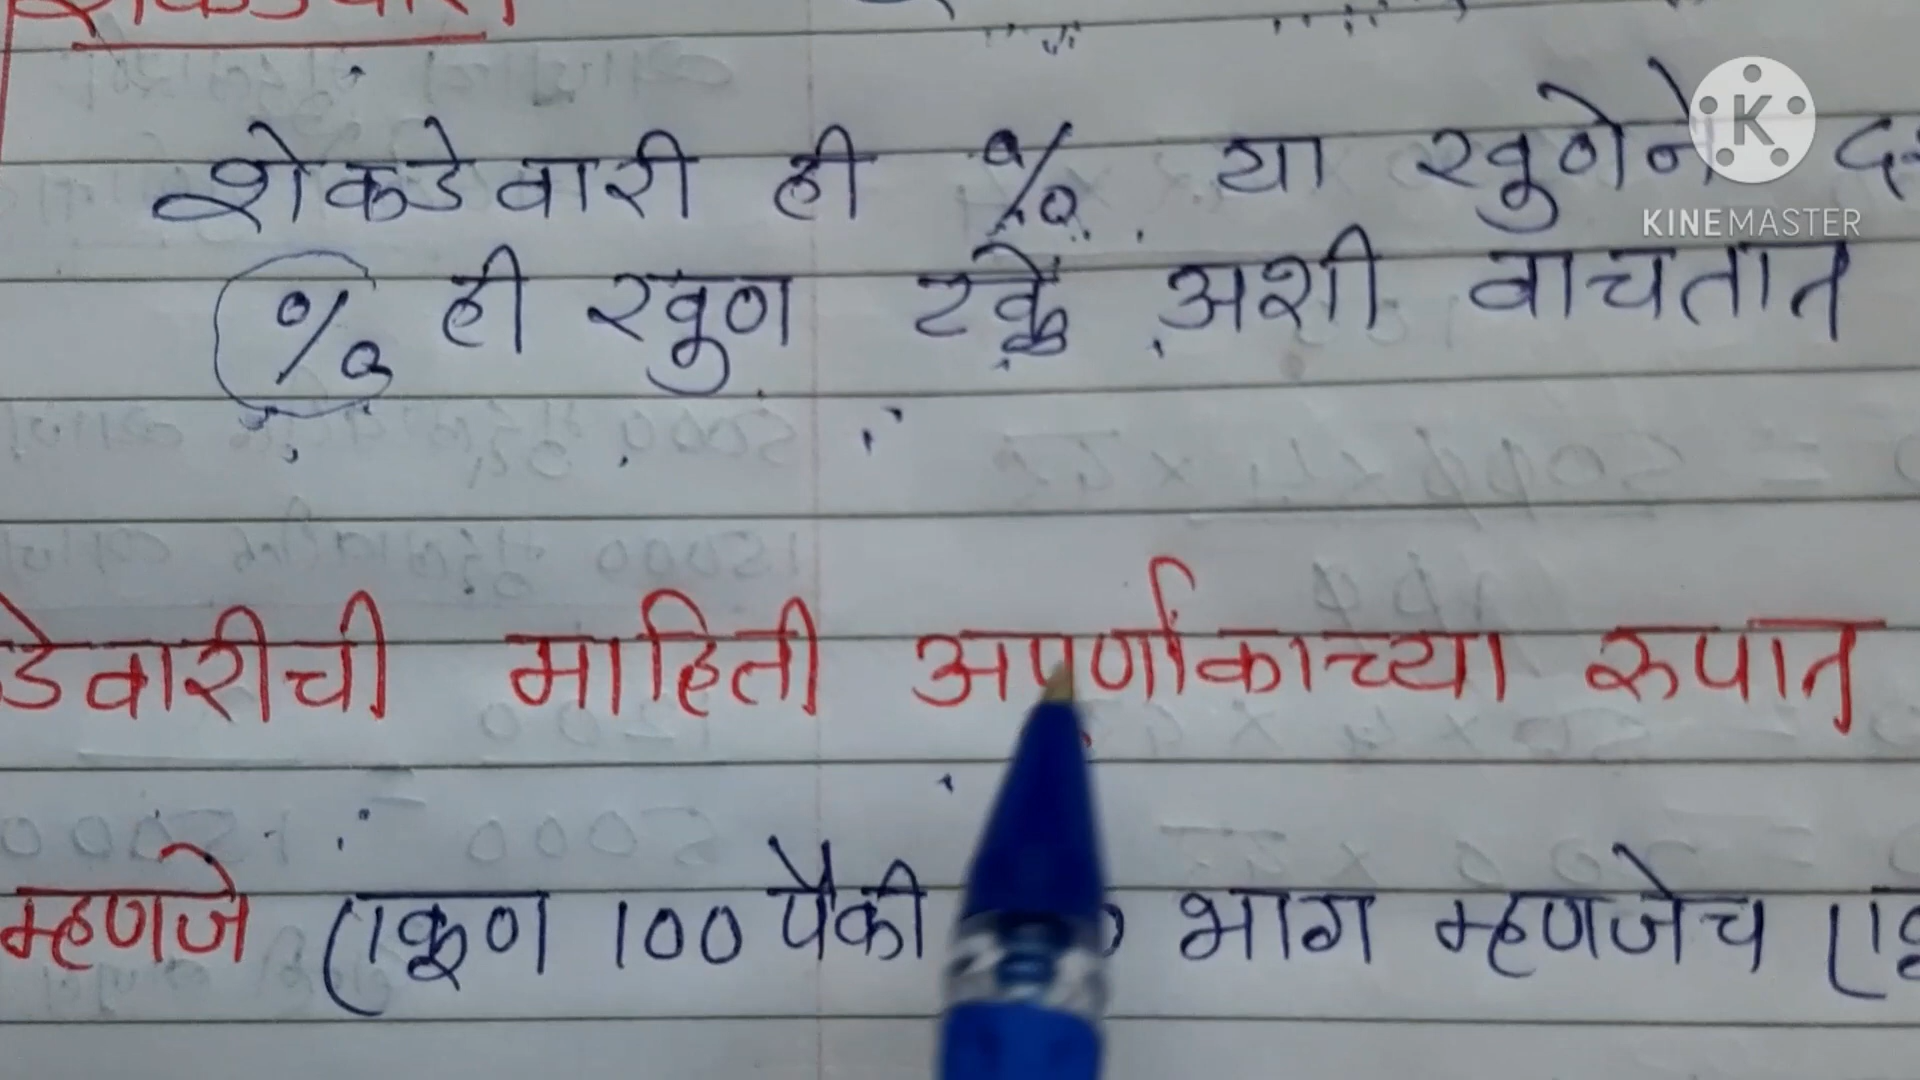 शेकडेवारी ही % या खुणेने
% ही खुण टक्के अशी वाचतात
डेवारीची माहिती अपूर्णांकाच्या रुपात
म्हणजे एकूण 100 पैकी भाग म्हणजेच
KINEMASTER